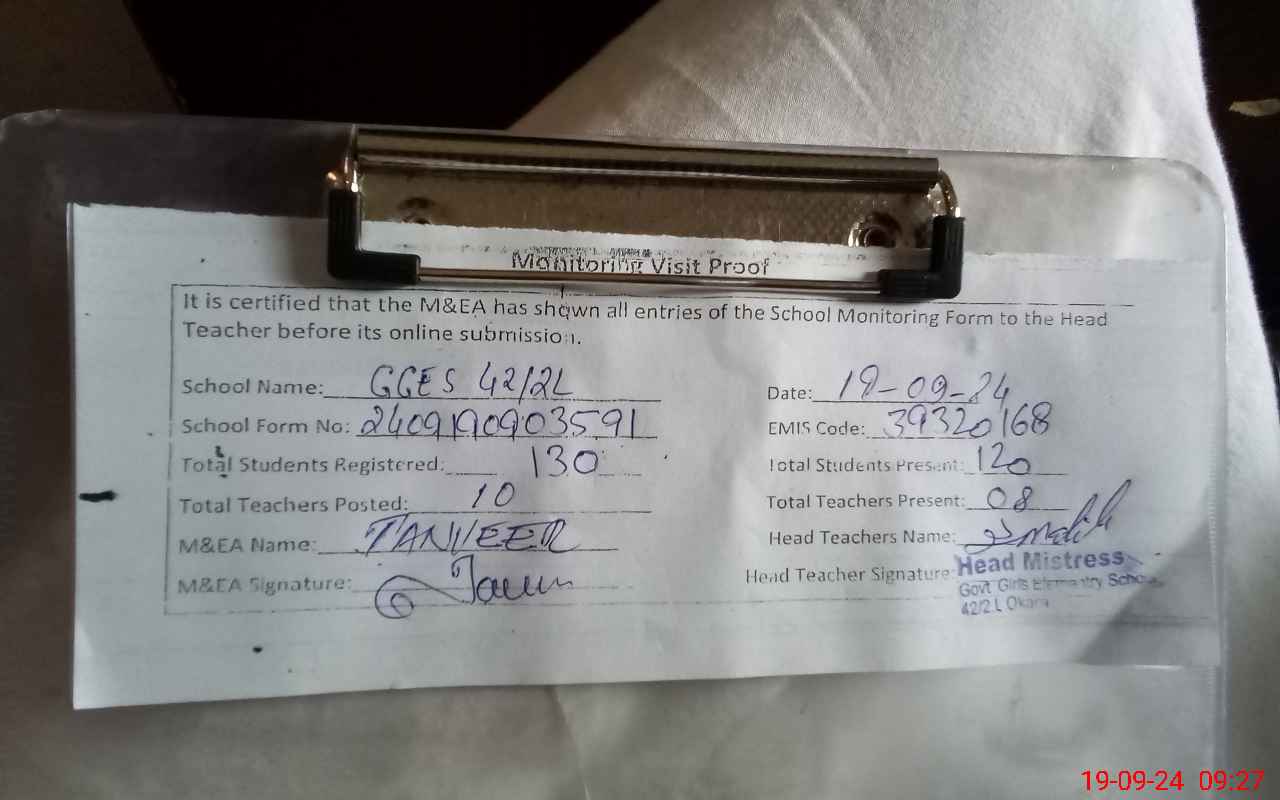 Monitoring Visit Proof
It is certified that the M&EA has shown all entries of the School Monitoring Form to the Head
Teacher before its online submission.
School Name: GGES 42/2L Date: 19-09-24
School Form No: 2409190903591 EMIS Code: 39320168
Total Students Registered: 130 Total Students Present: 120
Total Teachers Posted: 10 Total Teachers Present: 08
M&EA Name: TANVEER Head Teachers Name:
M&EA Signature: Head Teacher Signature:
Head Mistress
Govt Girls Elementry School
42/2.L Okara
19-09-24 09:27